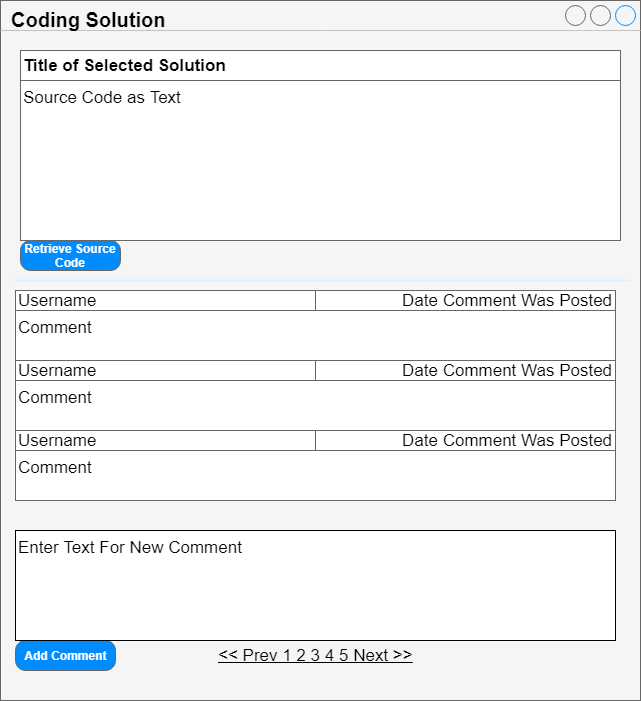 Coding Solution
Title of Selected Solution
Source Code as Text
Retrieve Source
Code
Username Date Comment Was Posted
Comment
Username Date Comment Was Posted
Comment
Username Date Comment Was Posted
Comment
Enter Text For New Comment
Add Comment << Prev 1 2 3 4 5 Next >>